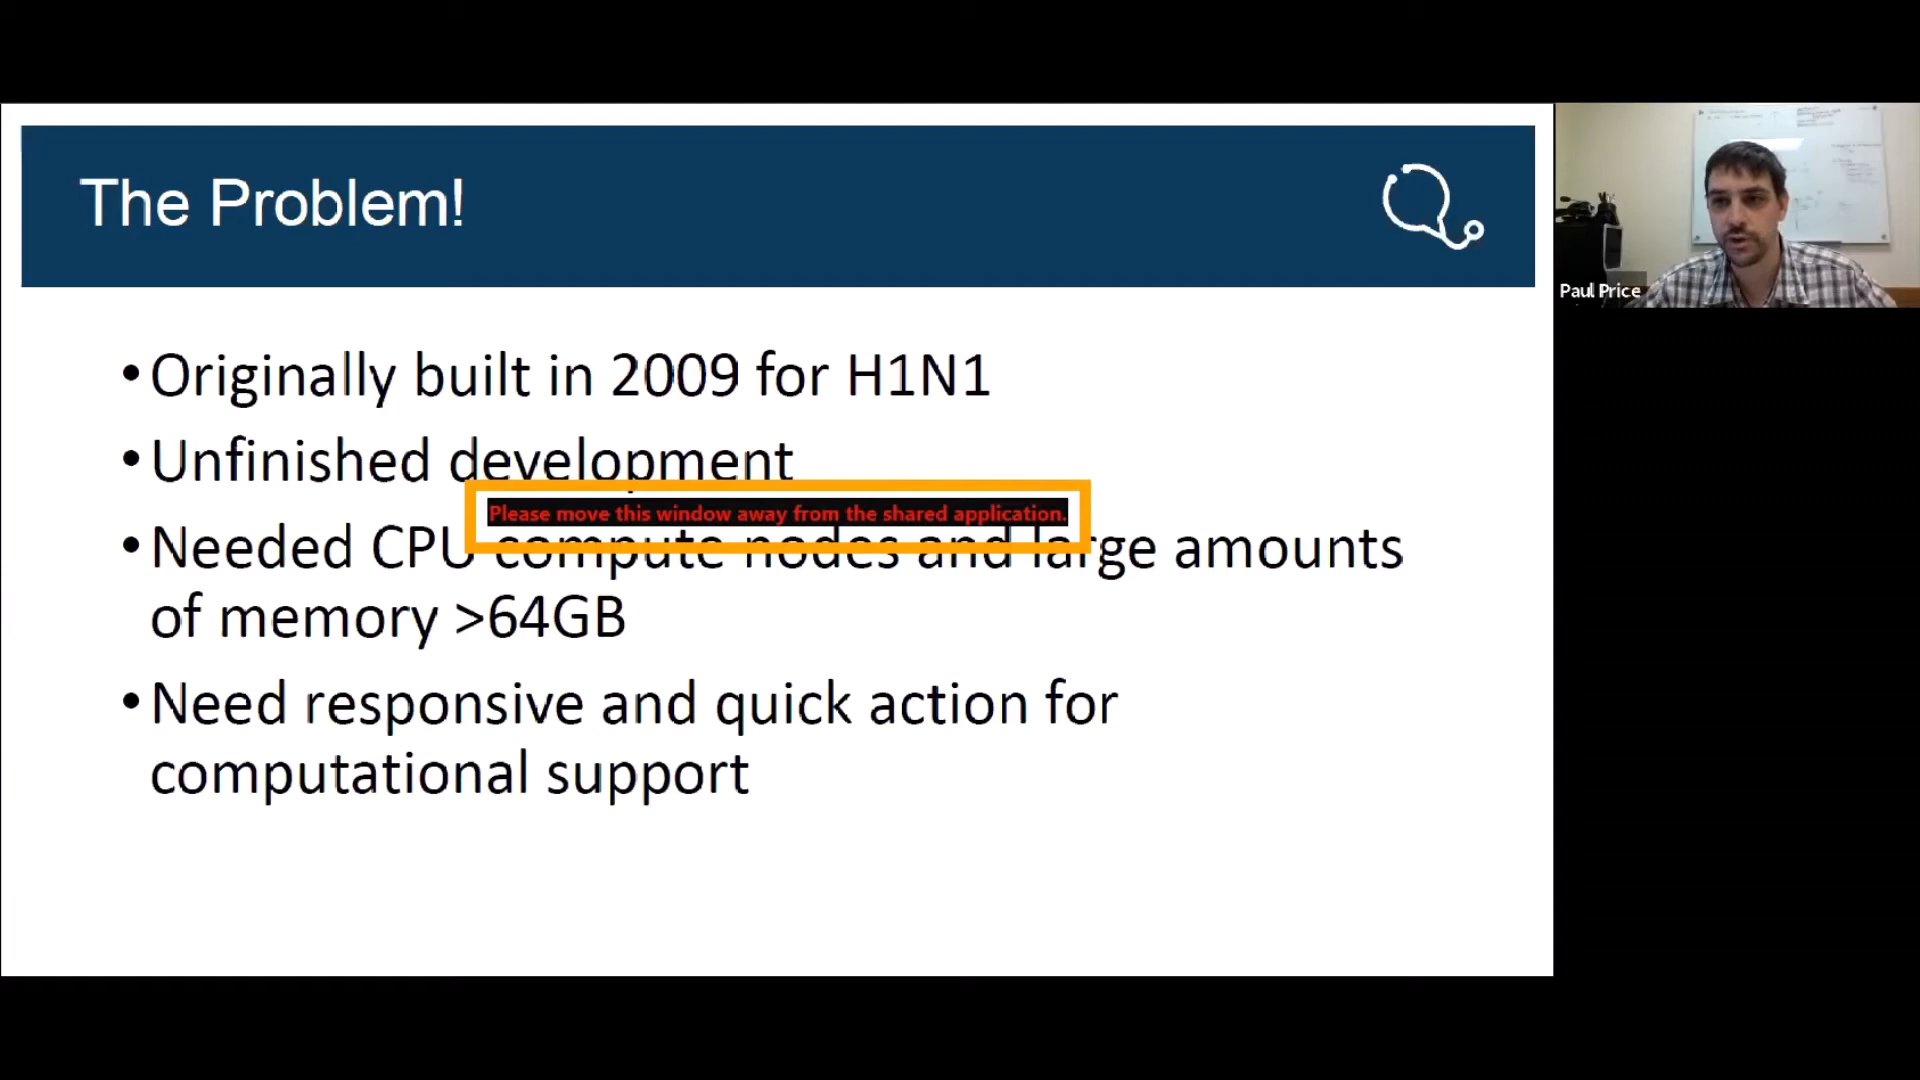 The Problem!
Paul Price
•Originally built in 2009 for H1N1
•Unfinished development
Please move this window away from the shared application.
•Needed CPU compute nodes and large amounts
of memory >64GB
•Need responsive and quick action for
computational support